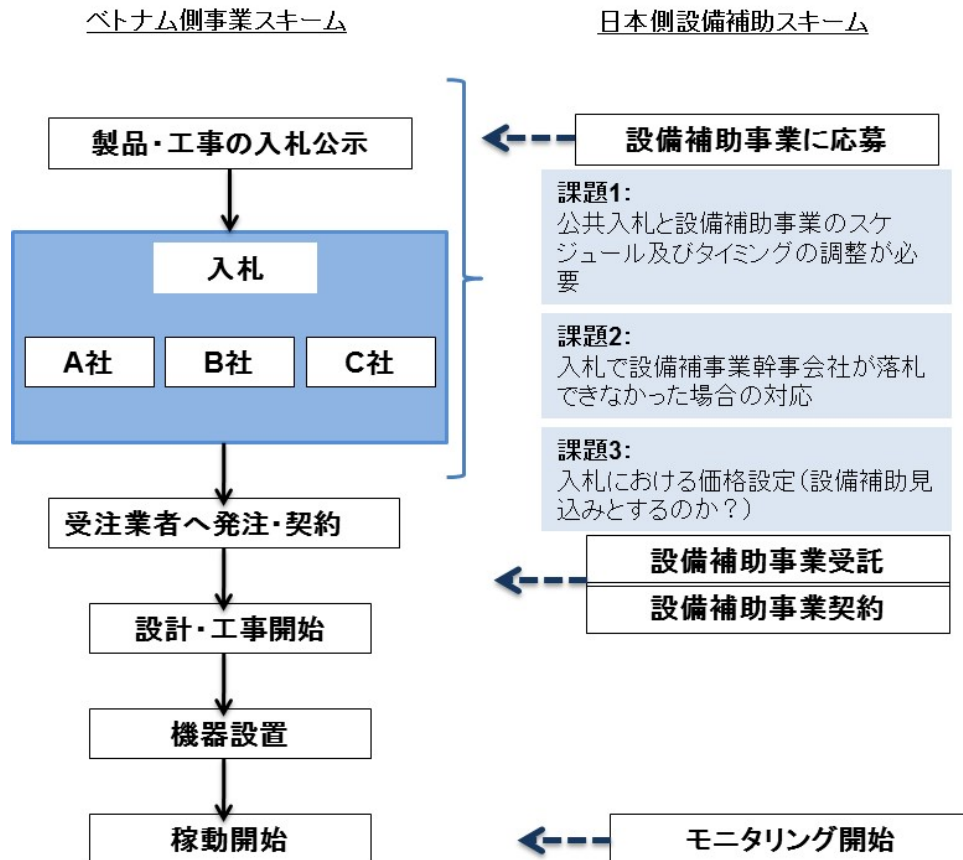 ベトナム側事業スキーム
日本側設備補助スキーム
製品・工事の入札公示
入札
A社
B社
C社
受注業者へ発注・契約
設計・工事開始
機器設置
稼動開始
設備補助事業に応募
課題1:
公共入札と設備補助事業のスケ
ジュール及びタイミングの調整が必
要
課題2:
入札で設備補事業幹事会社が落札
できなかった場合の対応
課題3:
入札における価格設定(設備補助見
込みとするのか?)
設備補助事業受託
設備補助事業契約
モニタリング開始